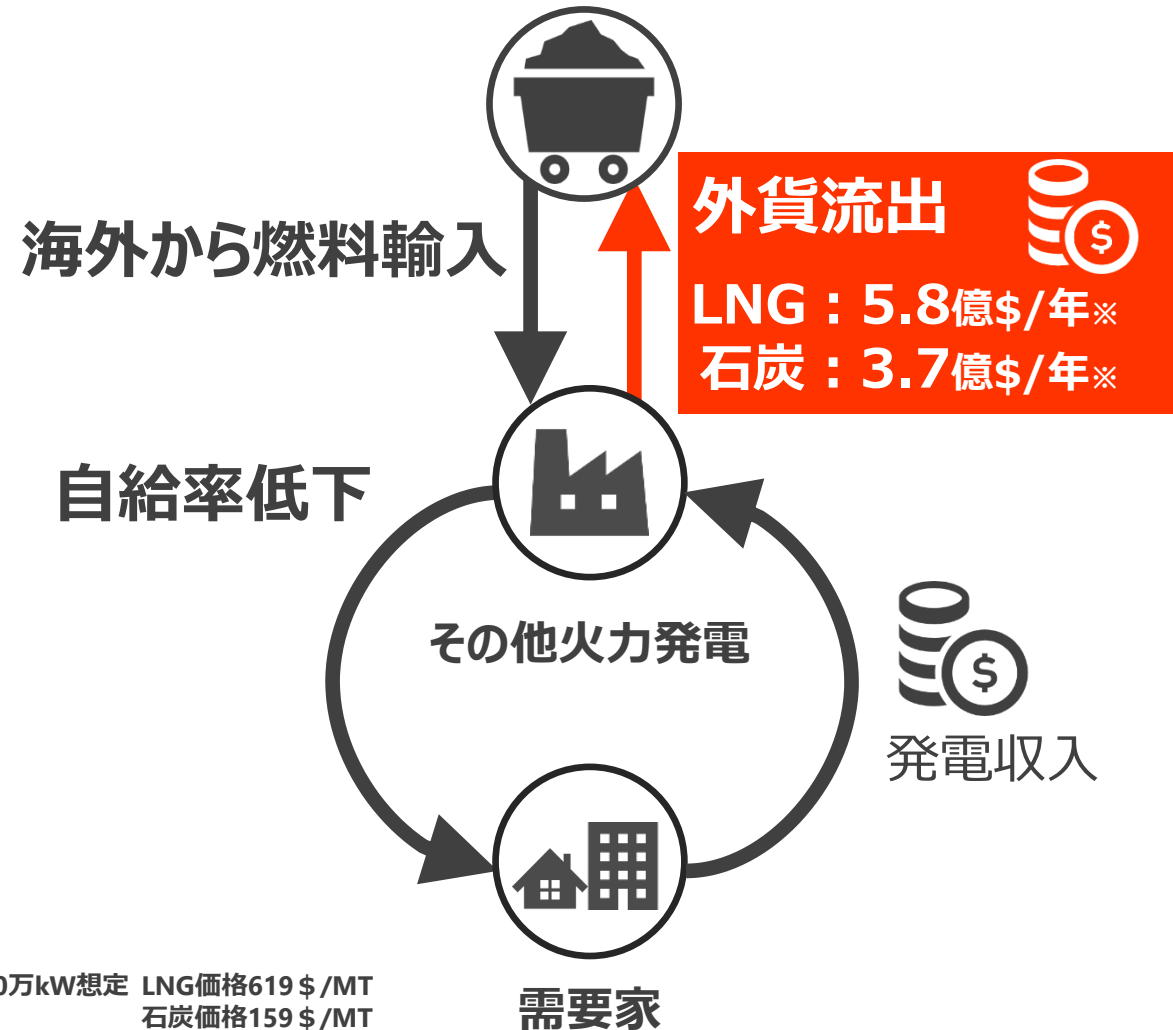 外貨流出
$
海外から燃料輸入
LNG：5.8億$/年※
石炭：3.7億$/年※
自給率低下
その他火力発電
$
発電収入
0万kW想定 LNG価格619＄/MT
石炭価格159＄/MT
需要家